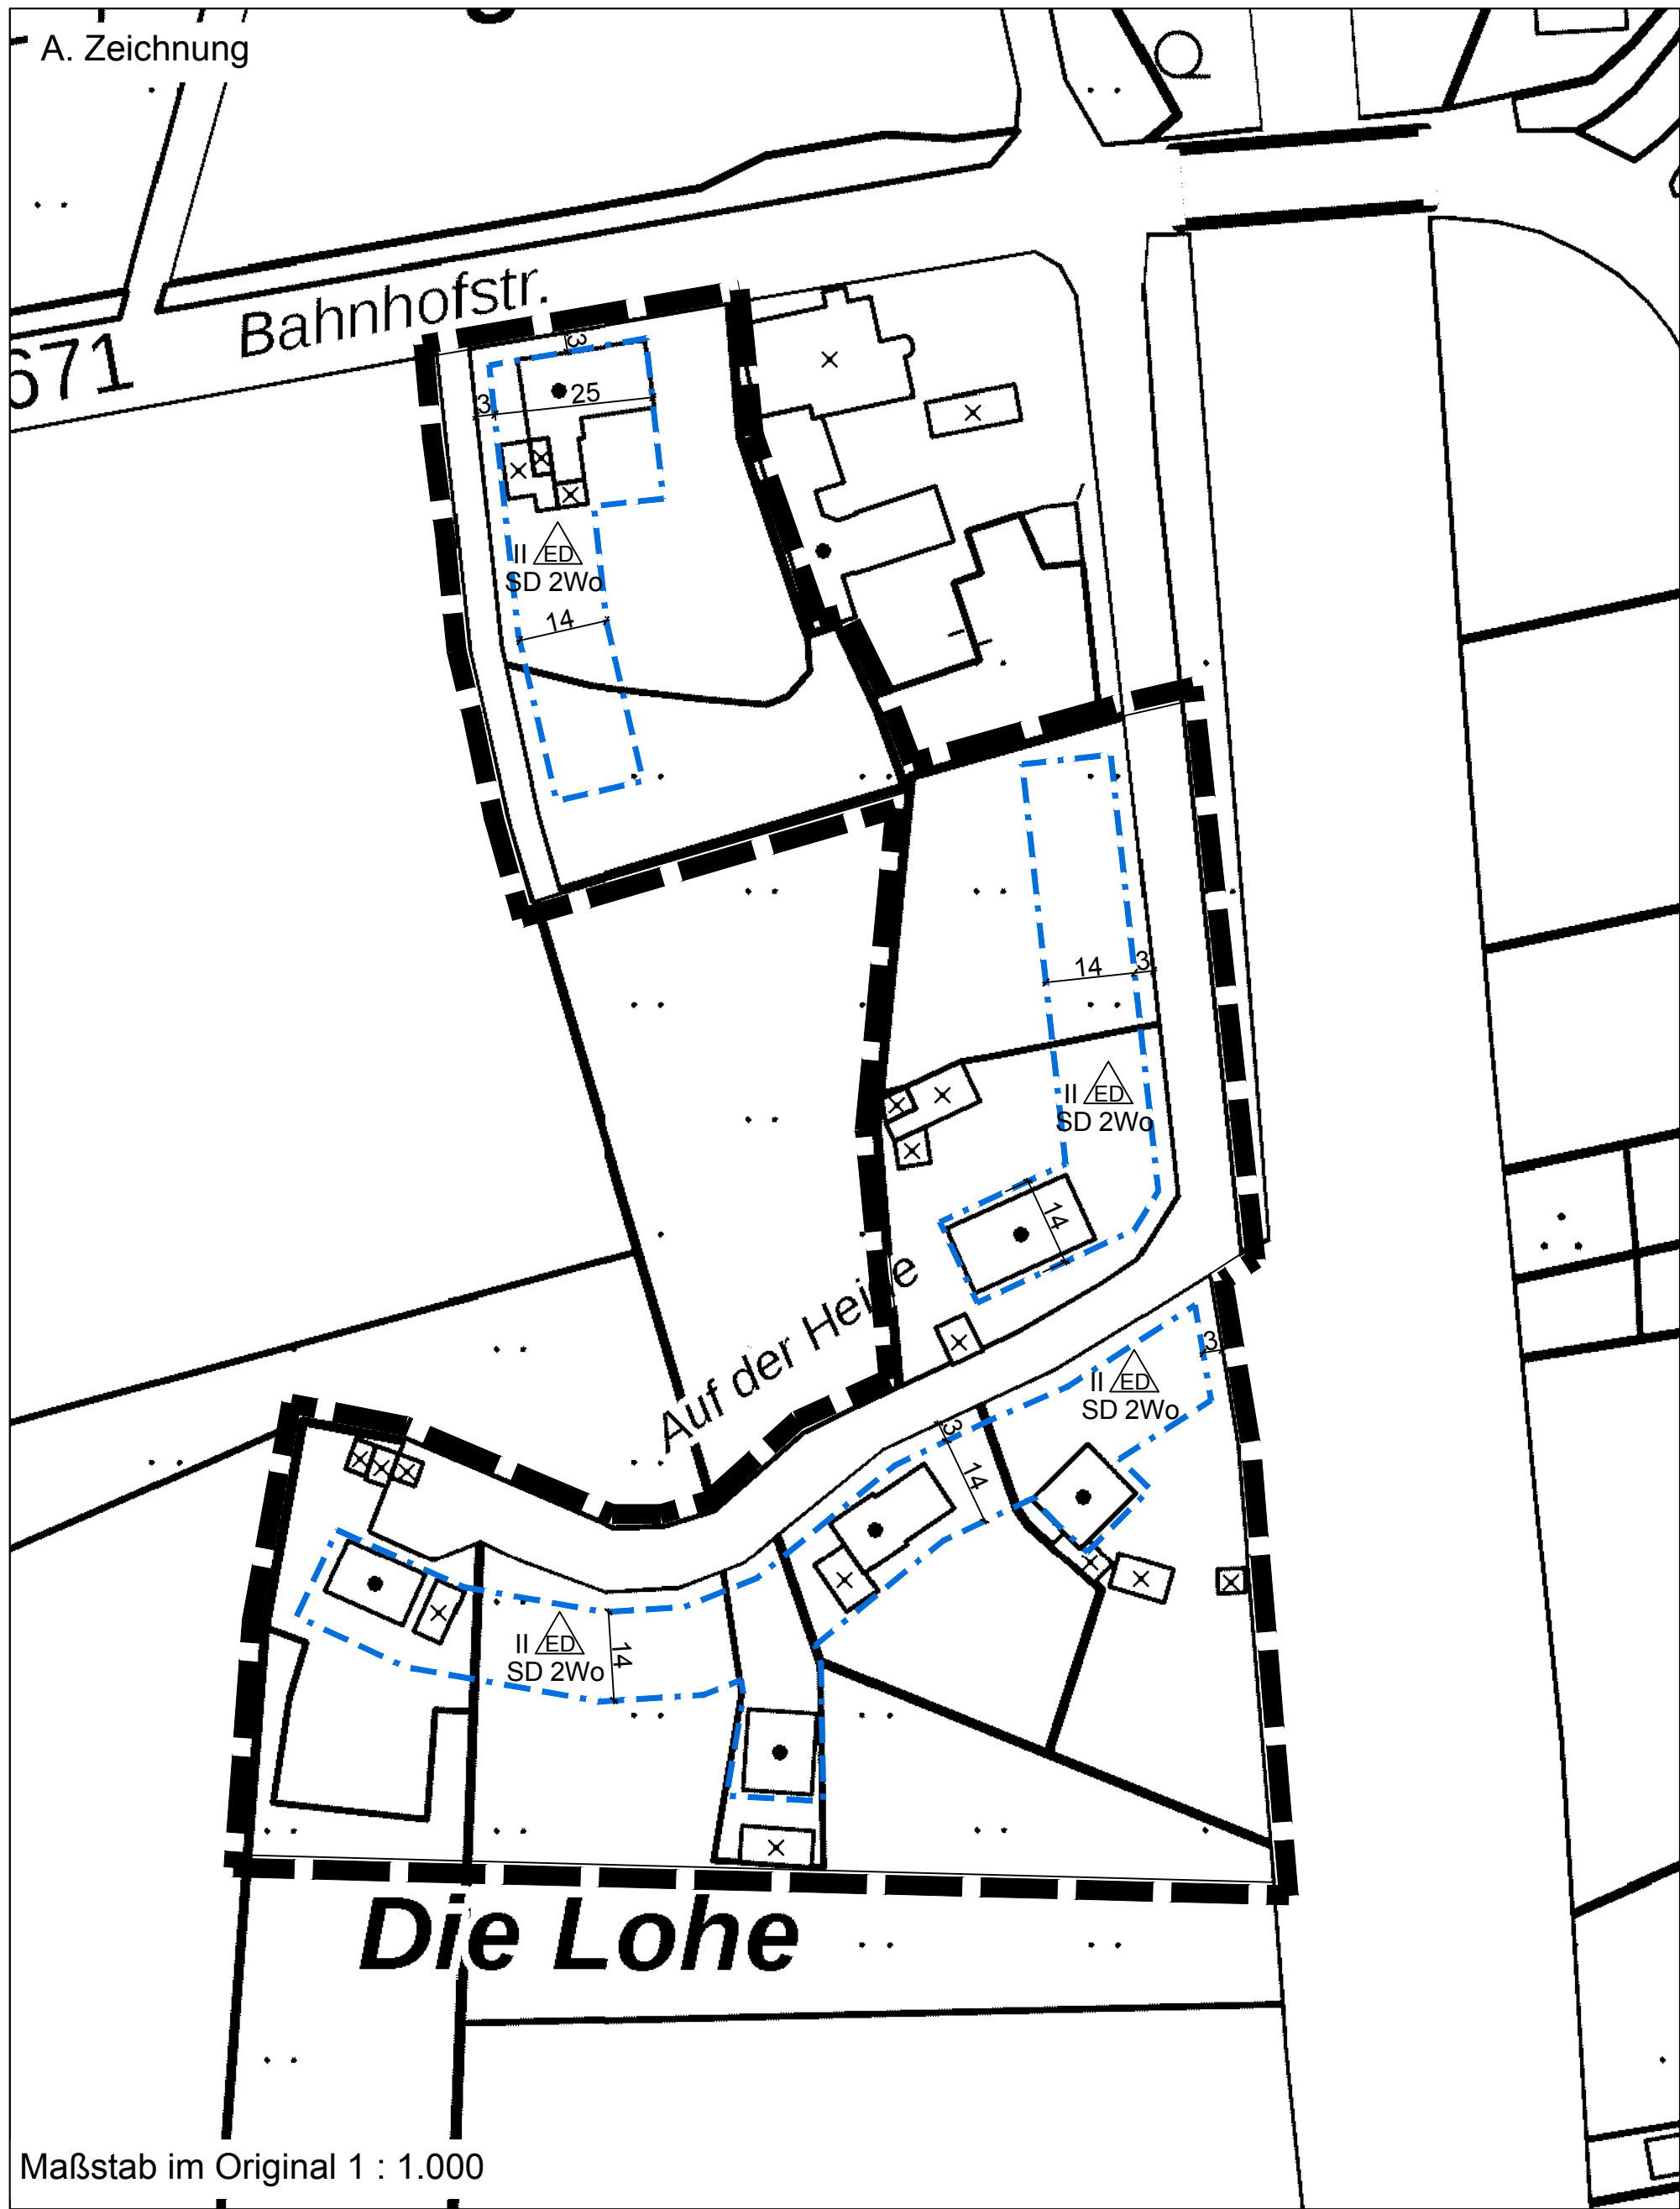 A. Zeichnung
Bahnhofstr.
671
3
3
25
II ED
SD 2Wo
14
14
3
II ED
SD 2Wo
14
Auf der Heide
3
II ED
SD 2Wo
3
14
II ED
SD 2Wo
14
Die Lohe
Maßstab im Original 1 : 1.000